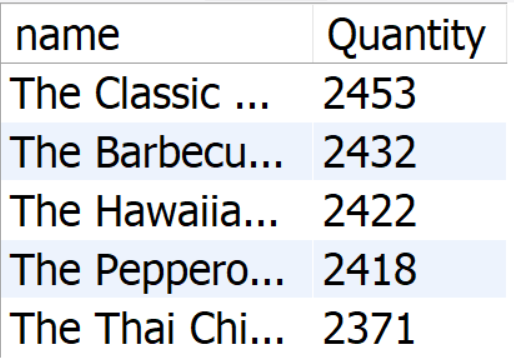 name Quantity
The Classic ... 2453
The Barbecu... 2432
The Hawaiia... 2422
The Peppero... 2418
The Thai Chi... 2371